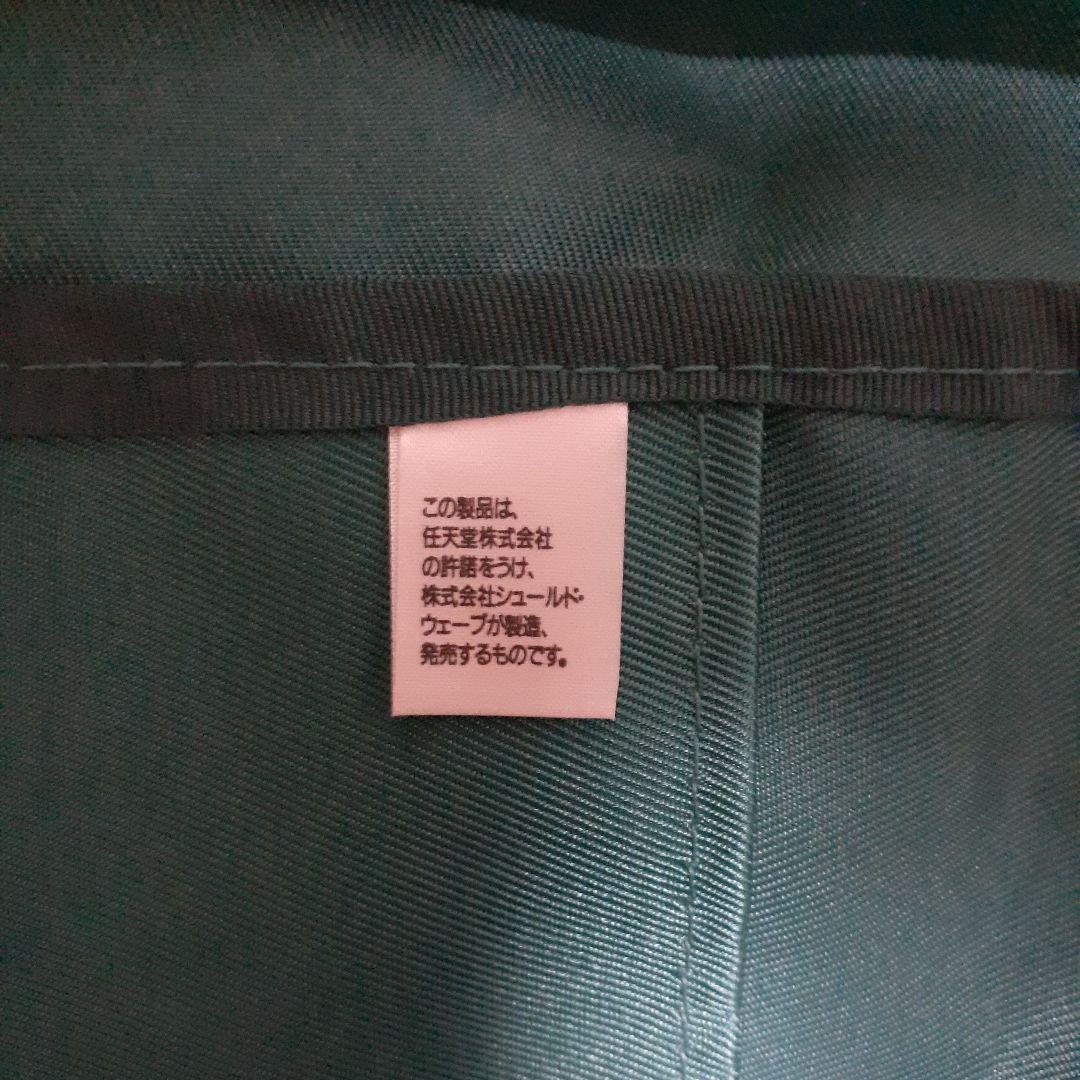 この製品は、
任天堂株式会社
の許諾をうけ、
株式会社シュールド・
ウェーブが製造、
発売するものです。